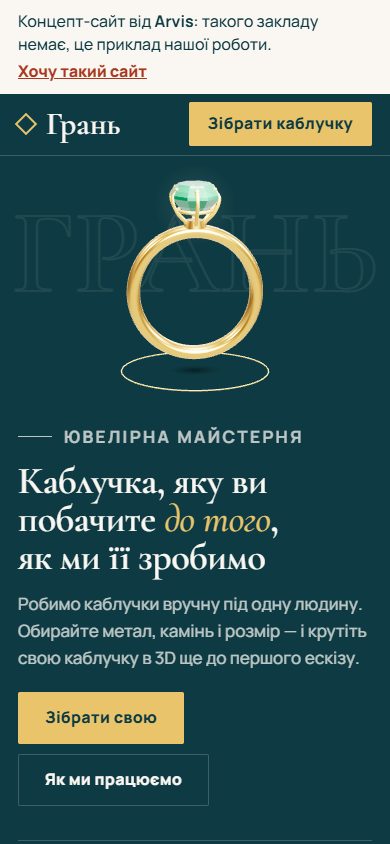 Концепт-сайт від Arvis: такого закладу
немає, це приклад нашої роботи.
Хочу такий сайт
Грань
Зібрати каблучку
ГРАНЬ
ЮВЕЛІРНА МАЙСТЕРНЯ
Каблучка, яку ви
побачите до того,
як ми її зробимо
Робимо каблучки вручну під одну людину.
Обирайте метал, камінь і розмір — і крутіть
свою каблучку в 3D ще до першого ескізу.
Зібрати свою
Як ми працюємо